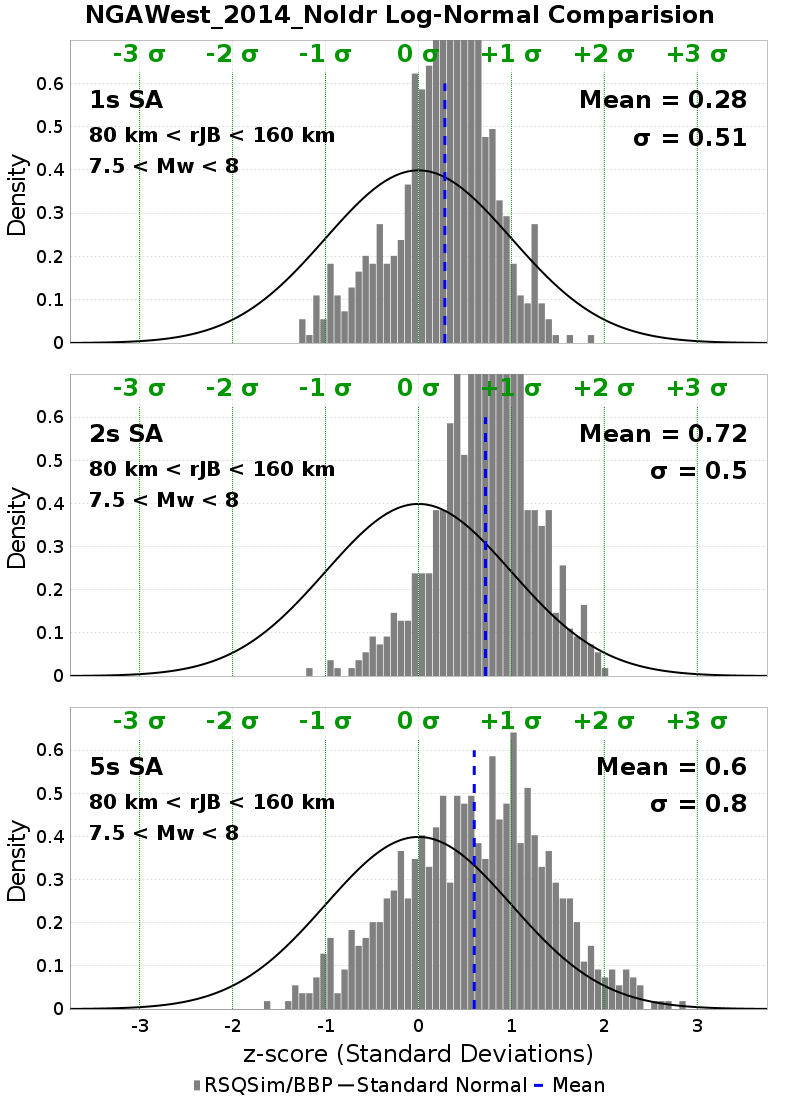 NGAWest_2014_NoIdr Log-Normal Comparision
-3 σ -2 σ -1 σ 0 σ +1 σ +2 σ +3 σ
0.6
1s SA Mean = 0.28
0.5
80 km < rJB < 160 km σ = 0.51
0.4
7.5 < Mw < 8
0.3
0.2
0.1
0
Density
-3 σ -2 σ -1 σ 0 σ +1 σ +2 σ +3 σ
0.6
2s SA Mean = 0.72
0.5
80 km < rJB < 160 km σ = 0.5
0.4
7.5 < Mw < 8
0.3
0.2
0.1
0
Density
-3 σ -2 σ -1 σ 0 σ +1 σ +2 σ +3 σ
0.6
5s SA Mean = 0.6
0.5
80 km < rJB < 160 km σ = 0.8
0.4
7.5 < Mw < 8
0.3
0.2
0.1
0
Density
-3 -2 -1 0 1 2 3
z-score (Standard Deviations)
RSQSim/BBP Standard Normal Mean